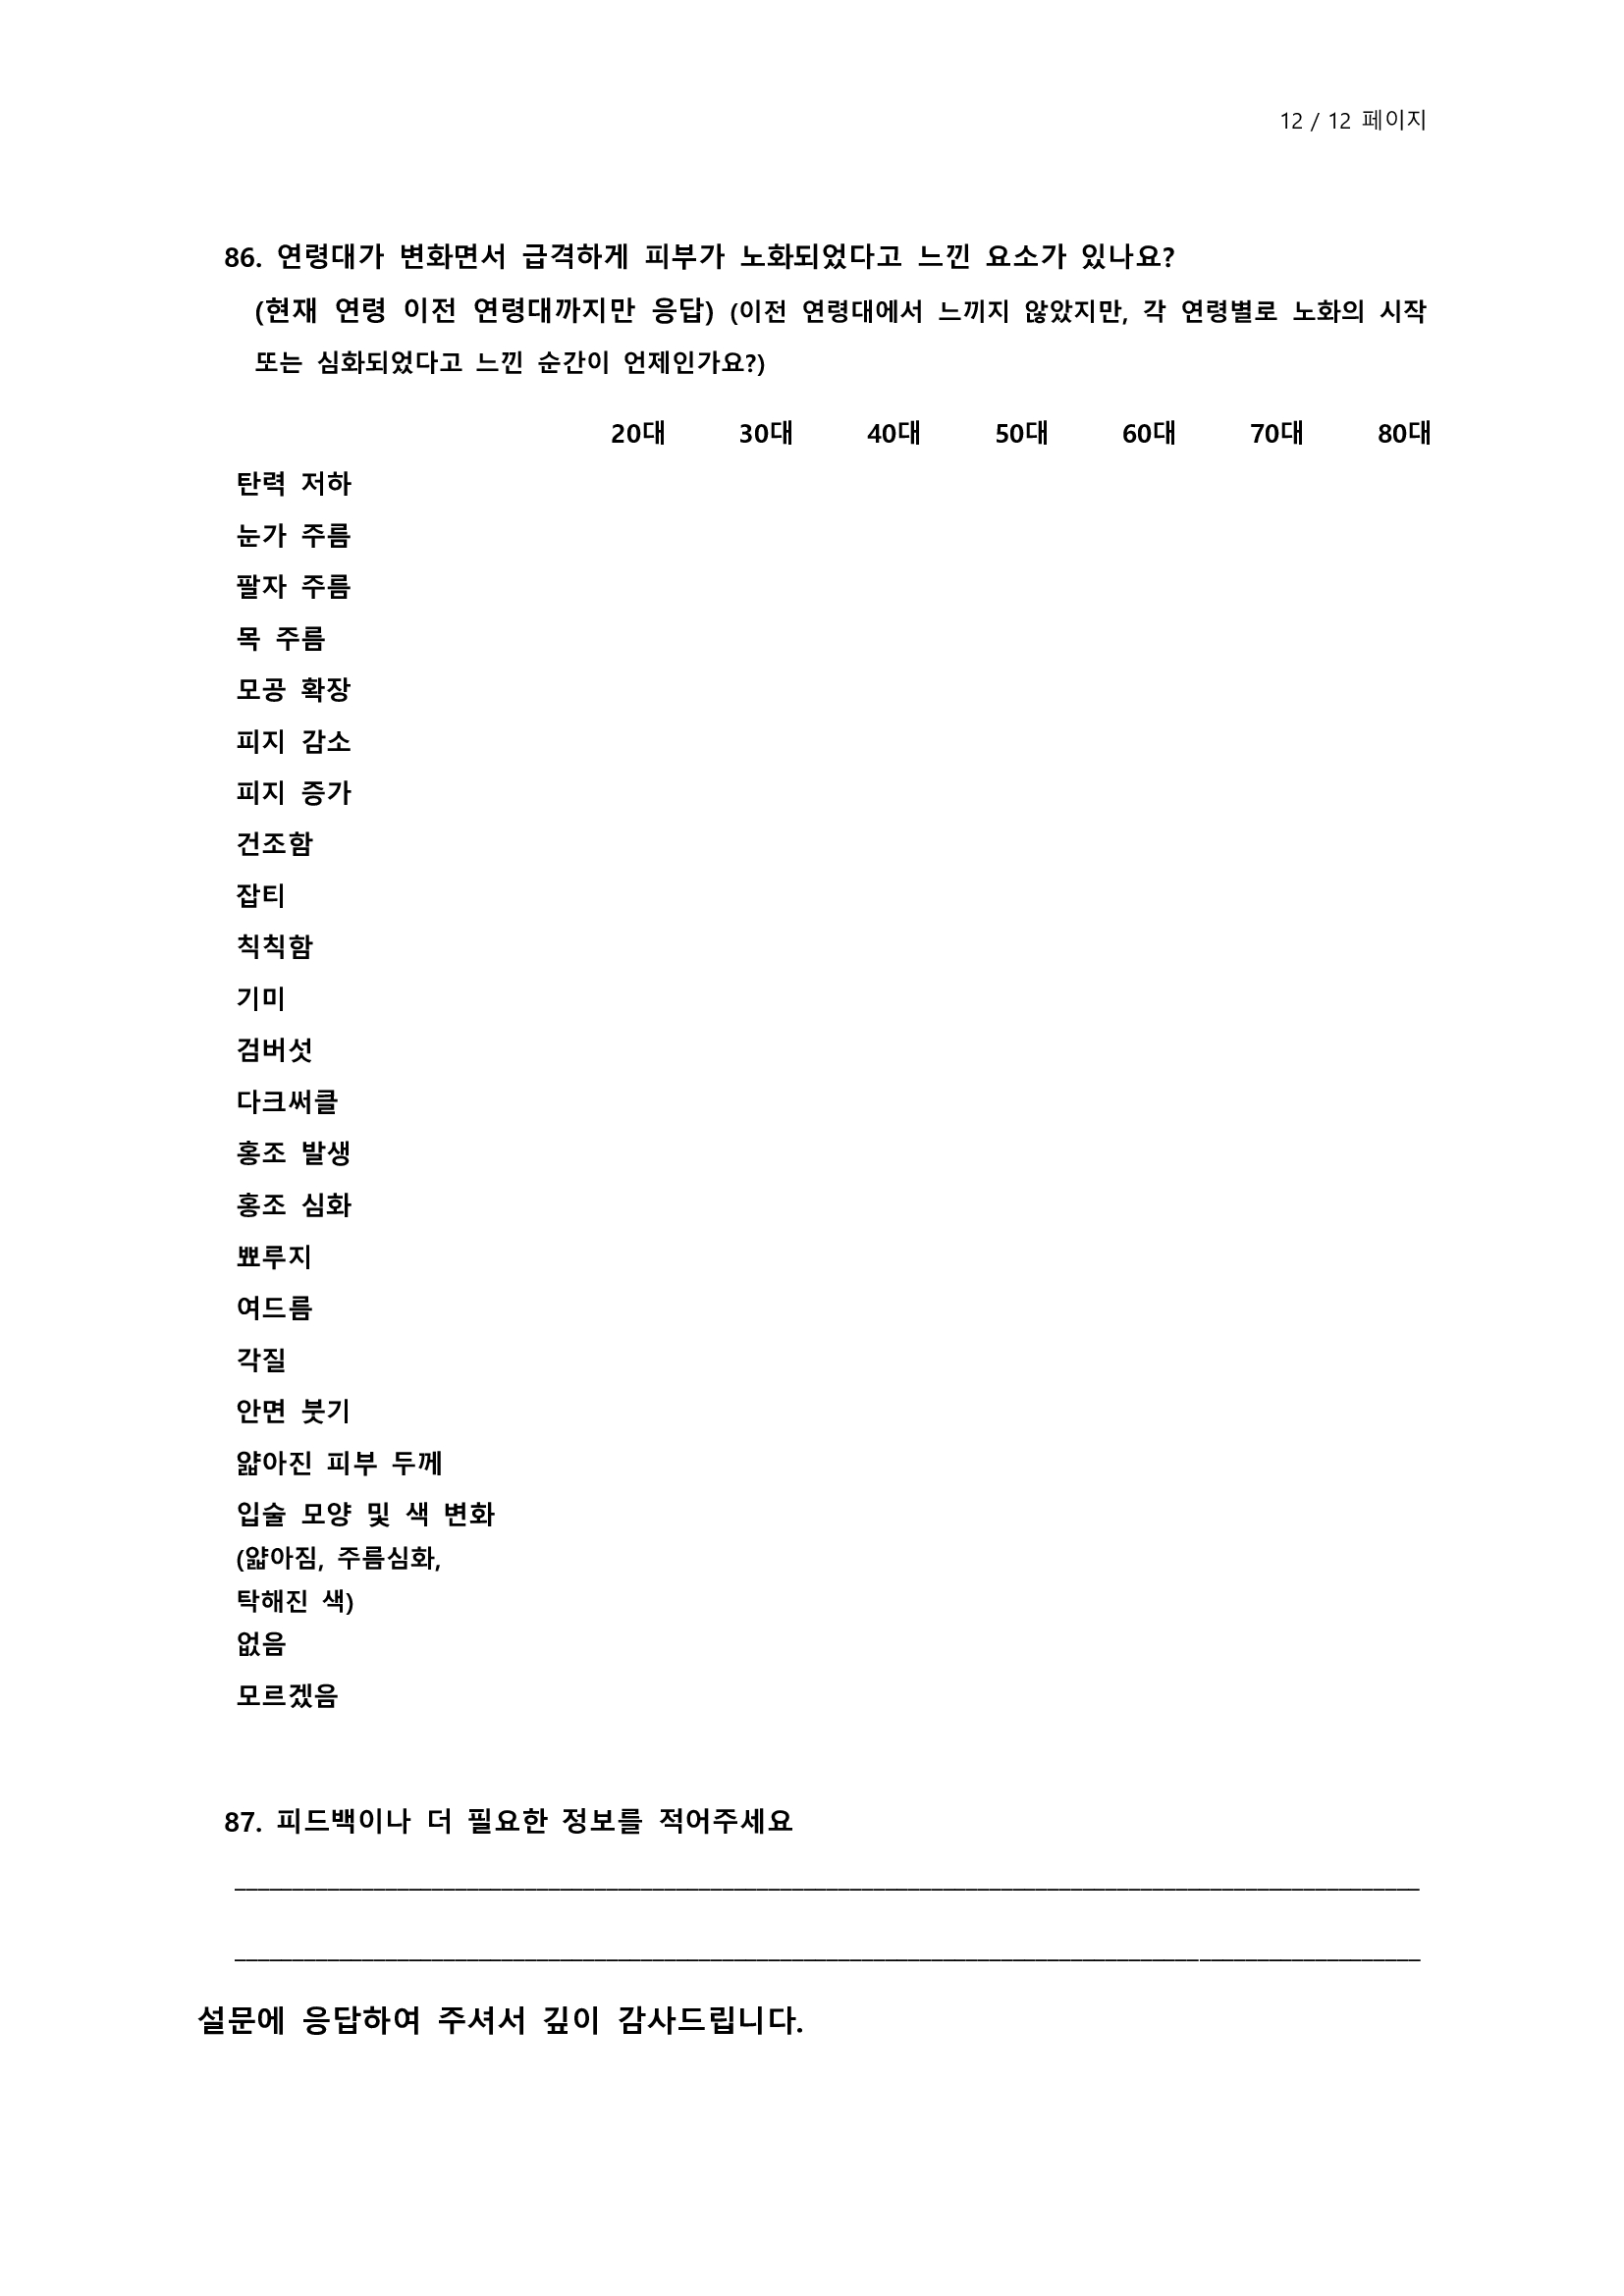 12 / 12 페이지
86. 연령대가 변화면서 급격하게 피부가 노화되었다고 느낀 요소가 있나요?
(현재 연령 이전 연령대까지만 응답) (이전 연령대에서 느끼지 않았지만, 각 연령별로 노화의 시작
또는 심화되었다고 느낀 순간이 언제인가요?)
20대 30대 40대 50대 60대 70대 80대
탄력 저하
눈가 주름
팔자 주름
목 주름
모공 확장
피지 감소
피지 증가
건조함
잡티
칙칙함
기미
검버섯
다크써클
홍조 발생
홍조 심화
뾰루지
여드름
각질
안면 붓기
얇아진 피부 두께
입술 모양 및 색 변화
(얇아짐, 주름심화,
탁해진 색)
없음
모르겠음
87. 피드백이나 더 필요한 정보를 적어주세요
설문에 응답하여 주셔서 깊이 감사드립니다.